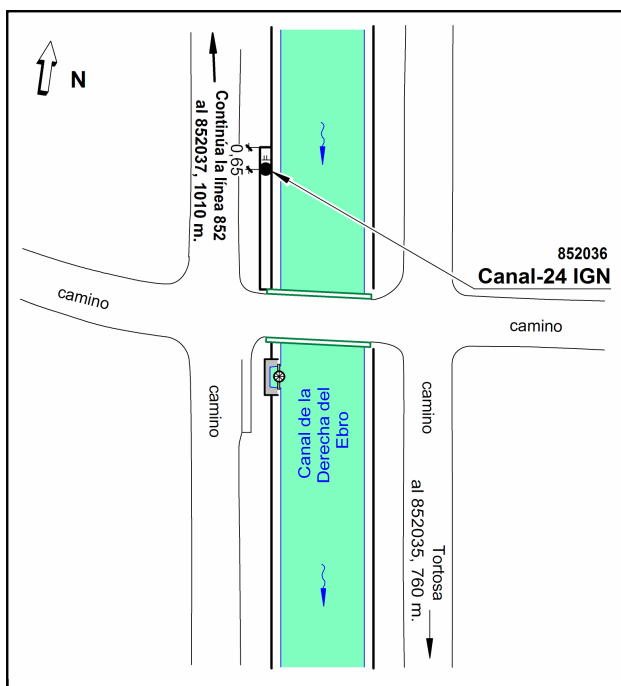 N
Continúa la línea 852
al 852037, 1010 m.
0,65
852036
Canal-24 IGN
camino
camino
camino
camino
Canal de la
Derecha del
Ebro
Tortosa
al 852035, 760 m.